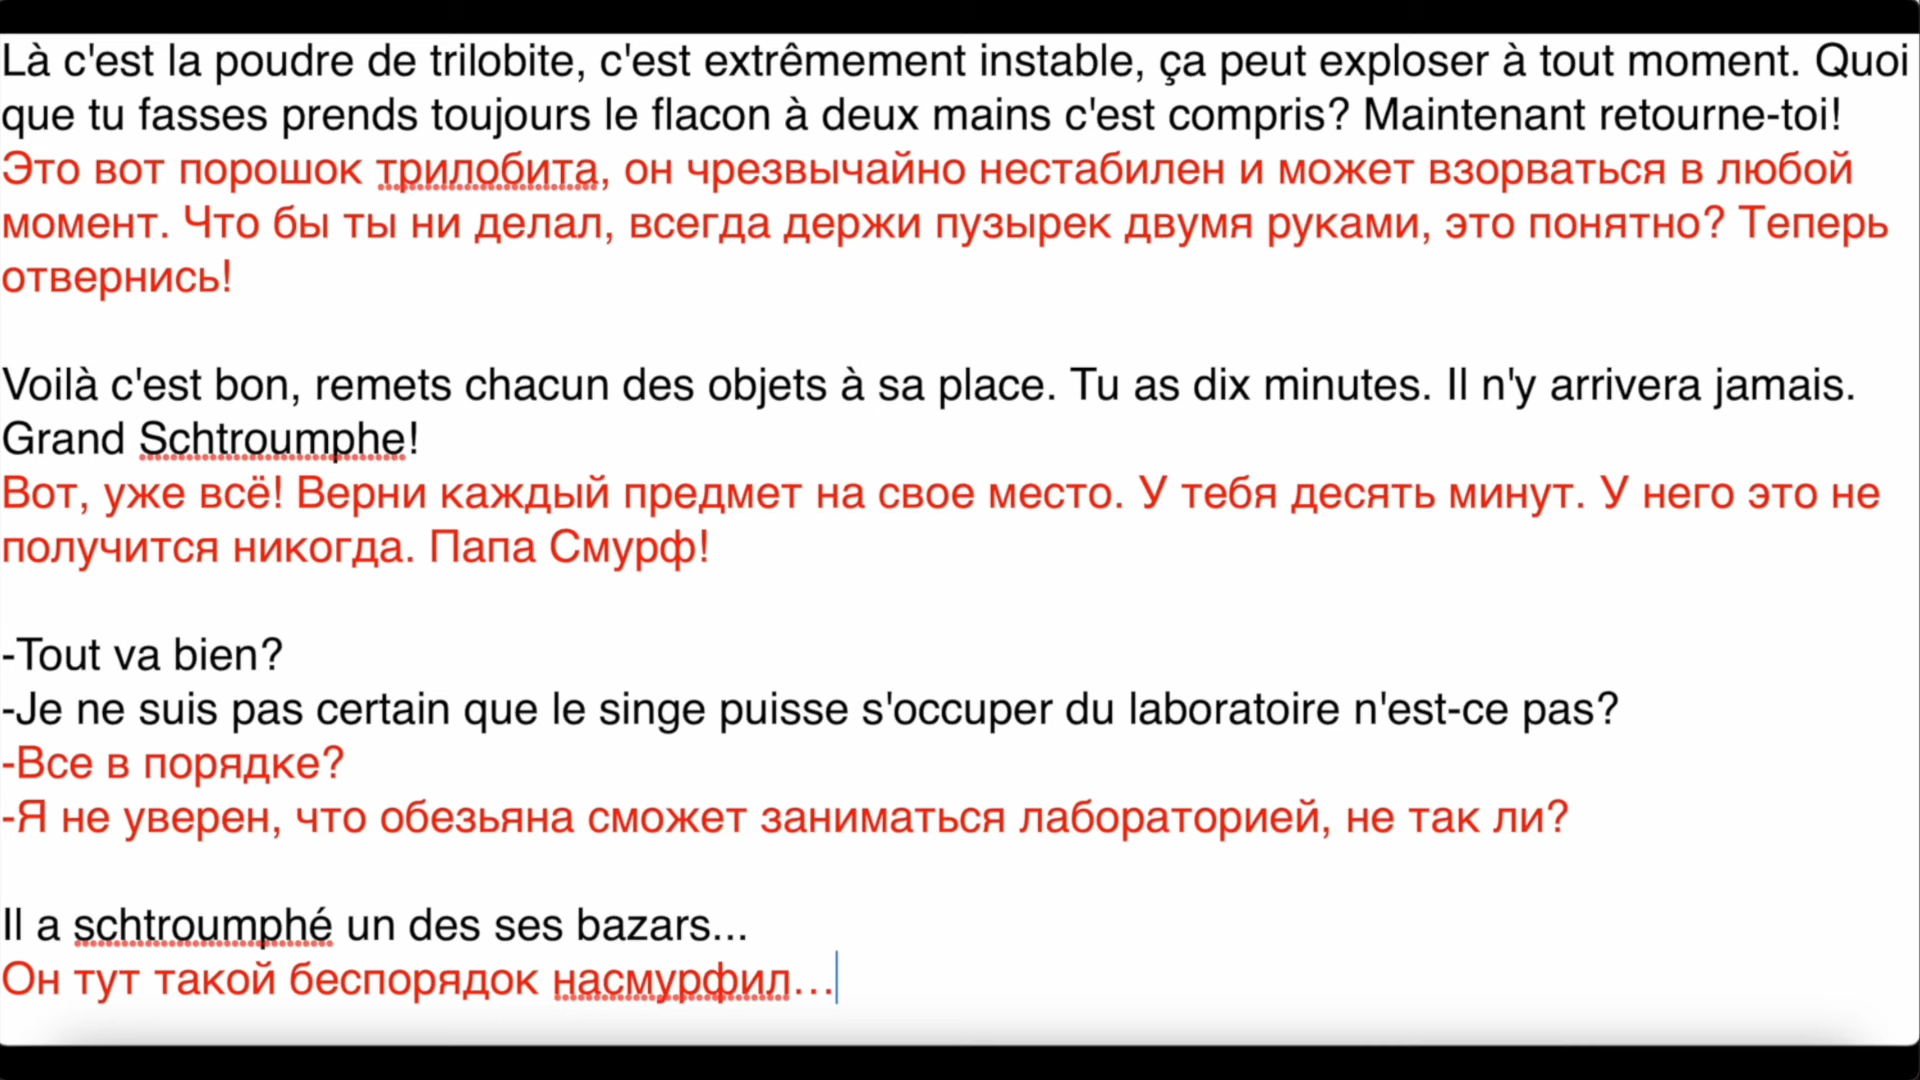 Là c'est la poudre de trilobite, c'est extrêmement instable, ça peut exploser à tout moment. Quoi
que tu fasses prends toujours le flacon à deux mains c'est compris? Maintenant retourne-toi!
Это вот порошок трилобита, он чрезвычайно нестабилен и может взорваться в любой
момент. Что бы ты ни делал, всегда держи пузырек двумя руками, это понятно? Теперь
отвернись!
Voilà c'est bon, remets chacun des objets à sa place. Tu as dix minutes. Il n'y arrivera jamais.
Grand Schtroumphe!
Вот, уже всё! Верни каждый предмет на свое место. У тебя десять минут. У него это не
получится никогда. Папа Смурф!
-Tout va bien?
-Je ne suis pas certain que le singe puisse s'occuper du laboratoire n'est-ce pas?
-Все в порядке?
-Я не уверен, что обезьяна сможет заниматься лабораторией, не так ли?
Il a schtroumphé un des ses bazars...
Он тут такой беспорядок насмурфил...